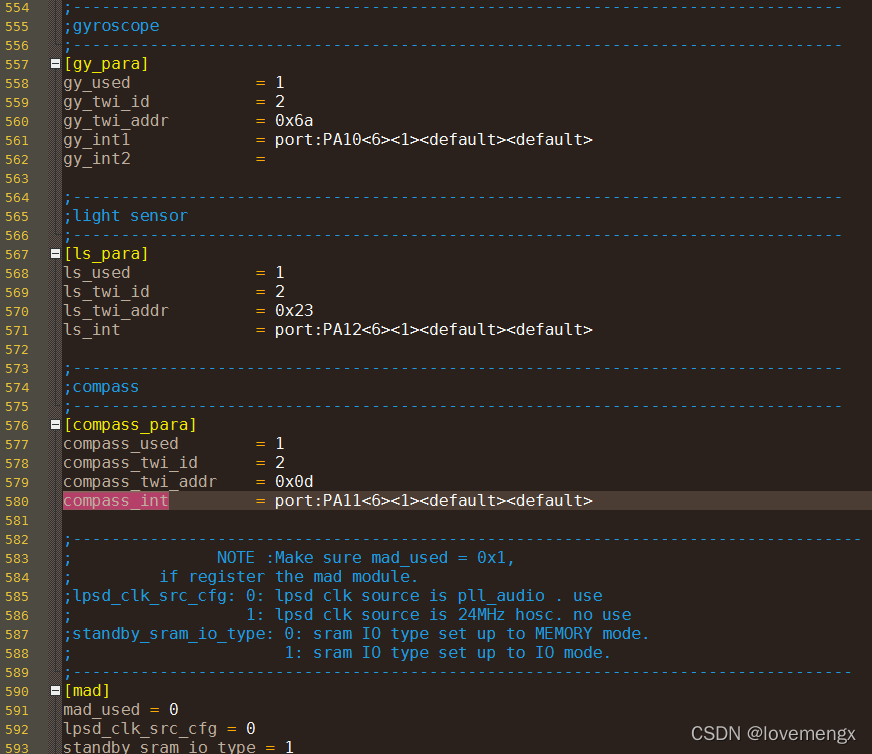 554 ;--------------------------------------------------------------------------------
555 ;gyroscope
556 ;--------------------------------------------------------------------------------
557 [gy_para]
558 gy_used = 1
559 gy_twi_id = 2
560 gy_twi_addr = 0x6a
561 gy_int1 = port:PA10<6><1><default><default>
562 gy_int2 =
563
564 ;--------------------------------------------------------------------------------
565 ;light sensor
566 ;--------------------------------------------------------------------------------
567 [ls_para]
568 ls_used = 1
569 ls_twi_id = 2
570 ls_twi_addr = 0x23
571 ls_int = port:PA12<6><1><default><default>
572
573 ;--------------------------------------------------------------------------------
574 ;compass
575 ;--------------------------------------------------------------------------------
576 [compass_para]
577 compass_used = 1
578 compass_twi_id = 2
579 compass_twi_addr = 0x0d
580 compass_int = port:PA11<6><1><default><default>
581
582 ;----------------------------------------------------------------------------------
583 ; NOTE :Make sure mad_used = 0x1,
584 ; if register the mad module.
585 ;lpsd_clk_src_cfg: 0: lpsd clk source is pll_audio . use
586 ; 1: lpsd clk source is 24MHz hosc. no use
587 ;standby_sram_io_type: 0: sram IO type set up to MEMORY mode.
588 ; 1: sram IO type set up to IO mode.
589 ;---------------------------------------------------------------------------------
590 [mad]
591 mad_used = 0
592 lpsd_clk_src_cfg = 0
593 standby_sram_io_type = 1
CSDN @lovemengx